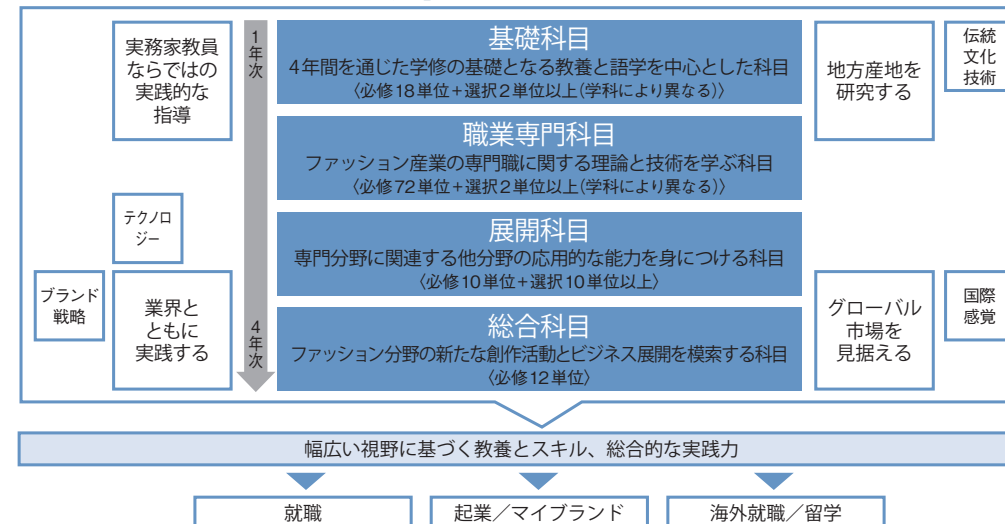 実務家教員
ならではの
実践的な
指導
テクノロ
ジー
ブランド
戦略
業界と
ともに
実践する
1年次
4年次
基礎科目
4年間を通じた学修の基礎となる教養と語学を中心とした科目
〈必修18単位+選択2単位以上(学科により異なる)〉
職業専門科目
ファッション産業の専門職に関する理論と技術を学ぶ科目
〈必修72単位+選択2単位以上(学科により異なる)〉
展開科目
専門分野に関連する他分野の応用的な能力を身につける科目
〈必修10単位+選択10単位以上〉
総合科目
ファッション分野の新たな創作活動とビジネス展開を模索する科目
〈必修12単位〉
地方産地を
研究する
伝統
文化
技術
グローバル
市場を
見据える
国際
感覚
幅広い視野に基づく教養とスキル、総合的な実践力
就職
起業/マイブランド
海外就職/留学